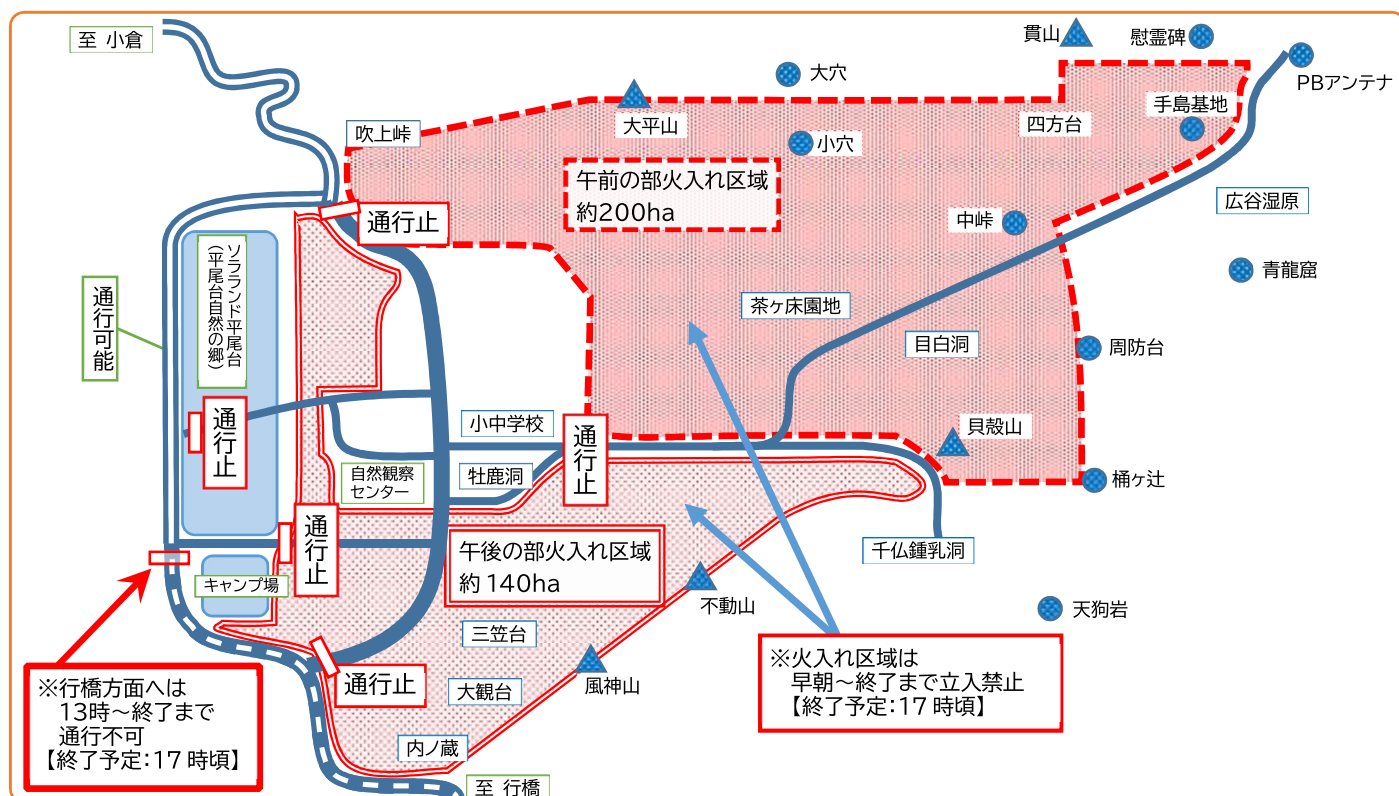 至 小倉
貫山
慰霊碑
大穴
PBアンテナ
手島基地
吹上峠
大平山
四方台
小穴
午前の部火入れ区域
約200ha
広谷湿原
通行止
中峠
ソラランド平尾台
(平尾台自然の郷)
青龍窟
通行可能
茶ヶ床園地
目白洞
周防台
通行止
小中学校
通行止
貝殻山
自然観察
センター
牡鹿洞
桶ヶ辻
通行止
午後の部火入れ区域
約140ha
千仏鍾乳洞
キャンプ場
不動山
天狗岩
三笠台
※火入れ区域は
早朝~終了まで立入禁止
【終了予定:17時頃】
※行橋方面へは
13時~終了まで
通行不可
【終了予定:17時頃】
通行止
大観台
風神山
内ノ蔵
至 行橋